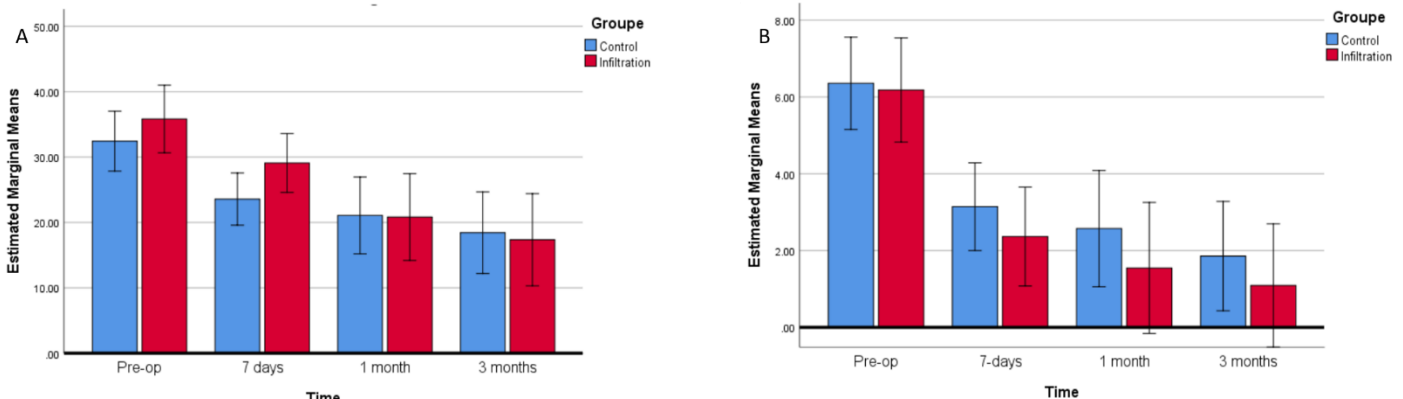 A
Estimated Marginal Means
50.00
40.00
30.00
20.00
10.00
.00
Pre-op
7 days
1 month
3 months
Time
Groupe
Control
Infiltration
B
Estimated Marginal Means
8.00
6.00
4.00
2.00
.00
Pre-op
7-days
1 month
3 months
Time
Groupe
Control
Infiltration